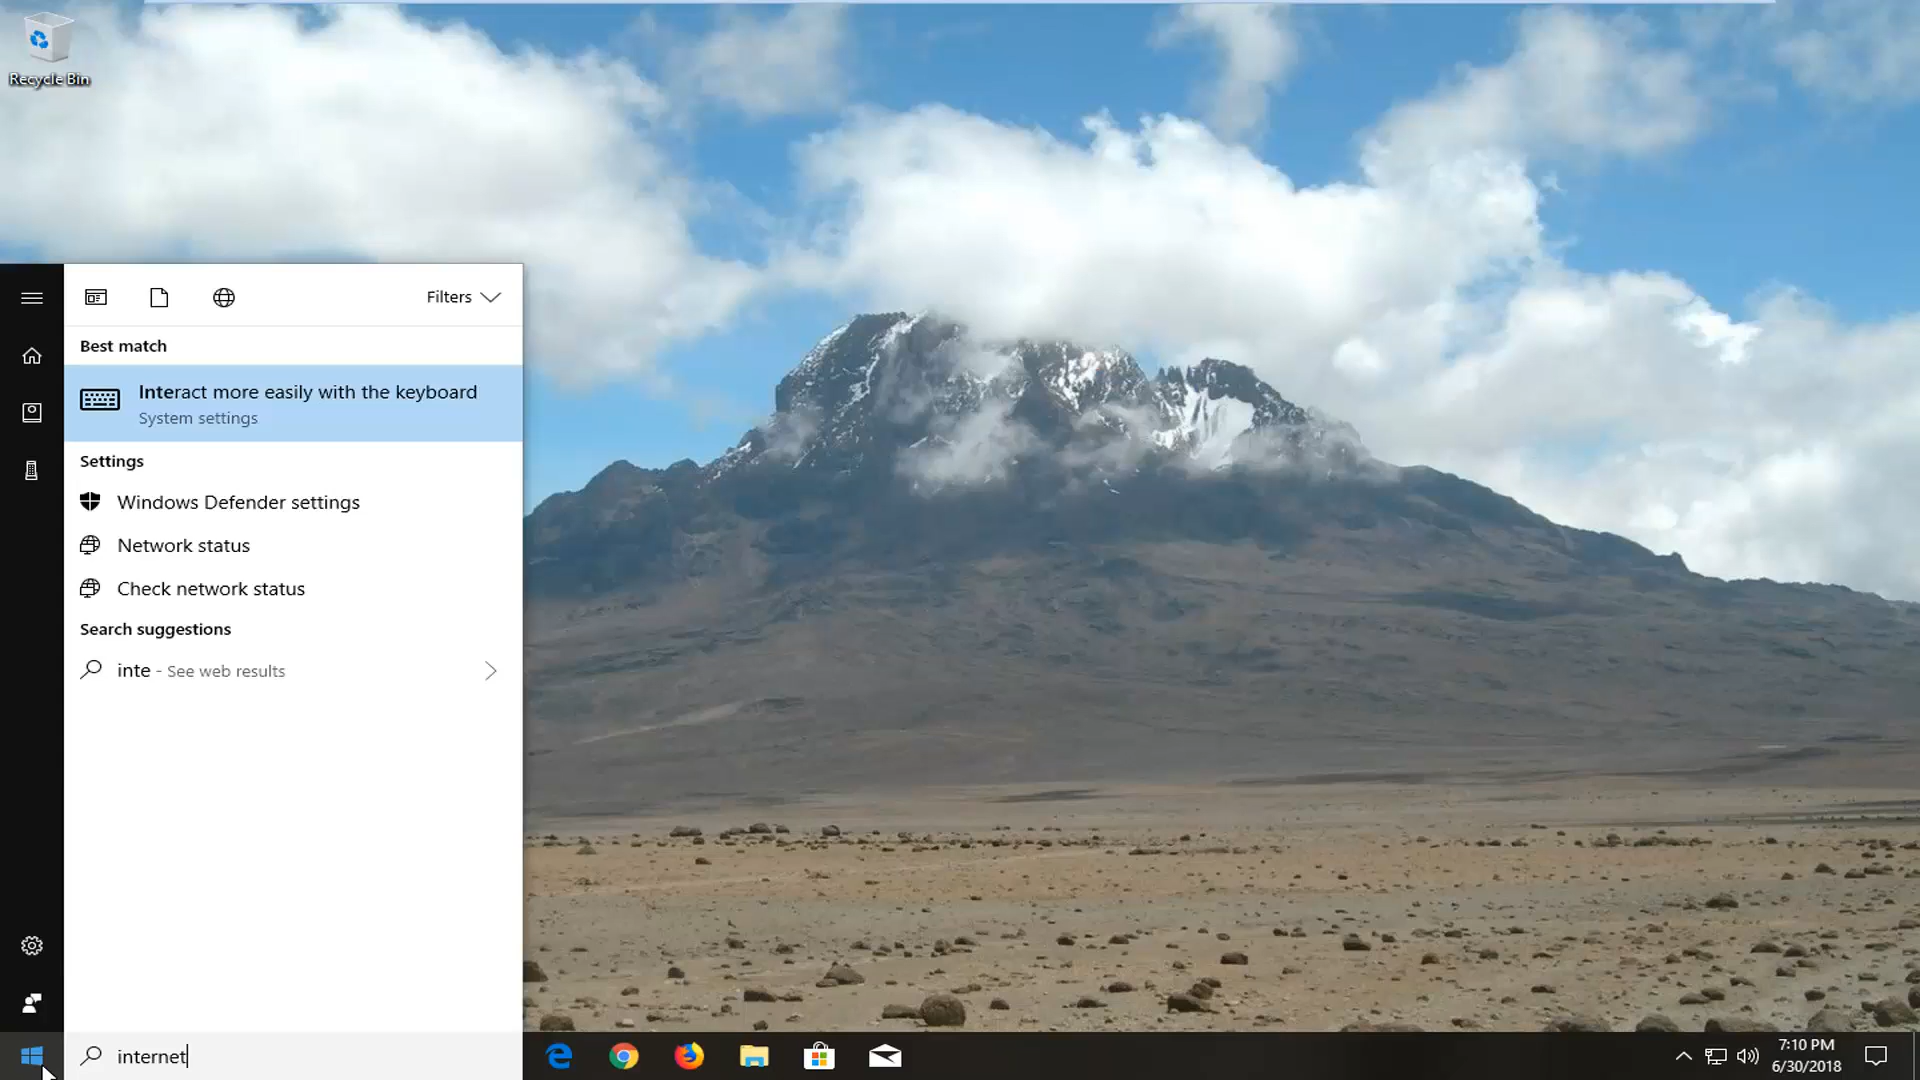 Recycle Bin
Filters
Best match
Interact more easily with the keyboard
System settings
Settings
Windows Defender settings
Network status
Check network status
Search suggestions
inte - See web results
internet
7:10 PM
6/30/2018